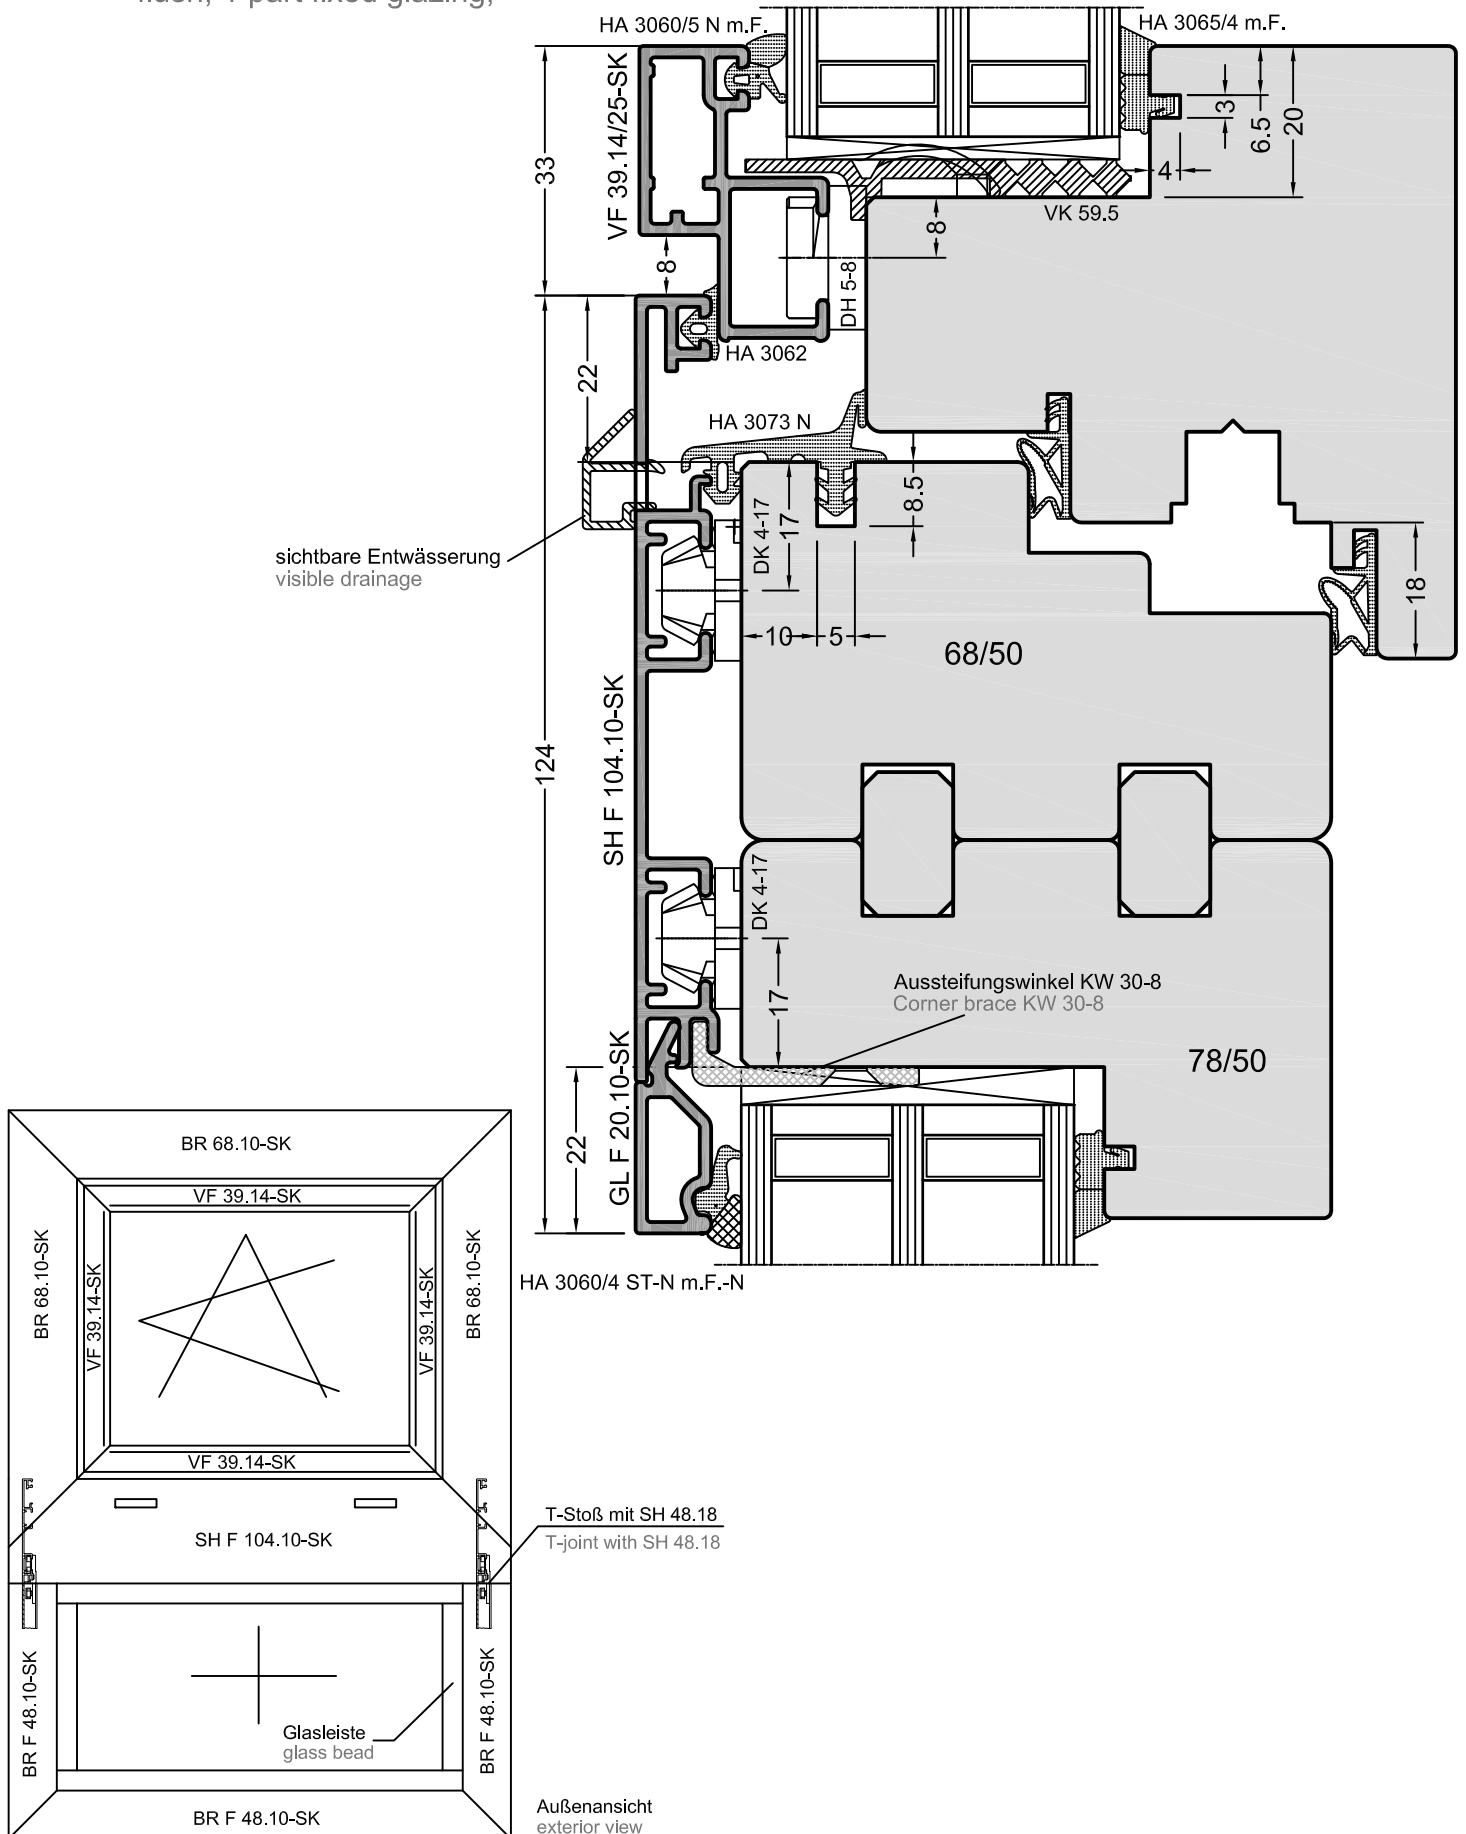 flush, 1 part fixed glazing,
HA 3060/5 N m.F.
HA 3065/4 m.F.
VF 39.14/25-SK
33
3
6.5
20
4
VK 59.5
8
8
DH 5-8
HA 3062
22
HA 3073 N
8.5
17
DK 4-17
sichtbare Entwässerung
visible drainage
18
10
5
68/50
SH F 104.10-SK
124
DK 4-17
Aussteifungswinkel KW 30-8
Corner brace KW 30-8
17
78/50
GL F 20.10-SK
22
HA 3060/4 ST-N m.F.-N
BR 68.10-SK
VF 39.14-SK
BR 68.10-SK
VF 39.14-SK
VF 39.14-SK
BR 68.10-SK
VF 39.14-SK
T-Stoß mit SH 48.18
T-joint with SH 48.18
SH F 104.10-SK
BR F 48.10-SK
BR F 48.10-SK
Glasleiste
glass bead
BR F 48.10-SK
Außenansicht
exterior view